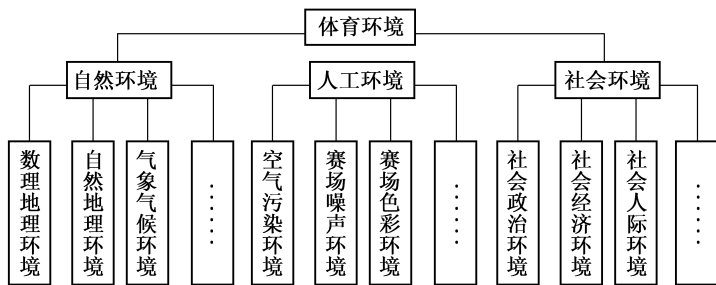 体育环境
自然环境
人工环境
社会环境
数理地理环境
自然地理环境
气象气候环境
......
空气污染环境
赛场噪声环境
赛场色彩环境
......
社会政治环境
社会经济环境
社会人际环境
......